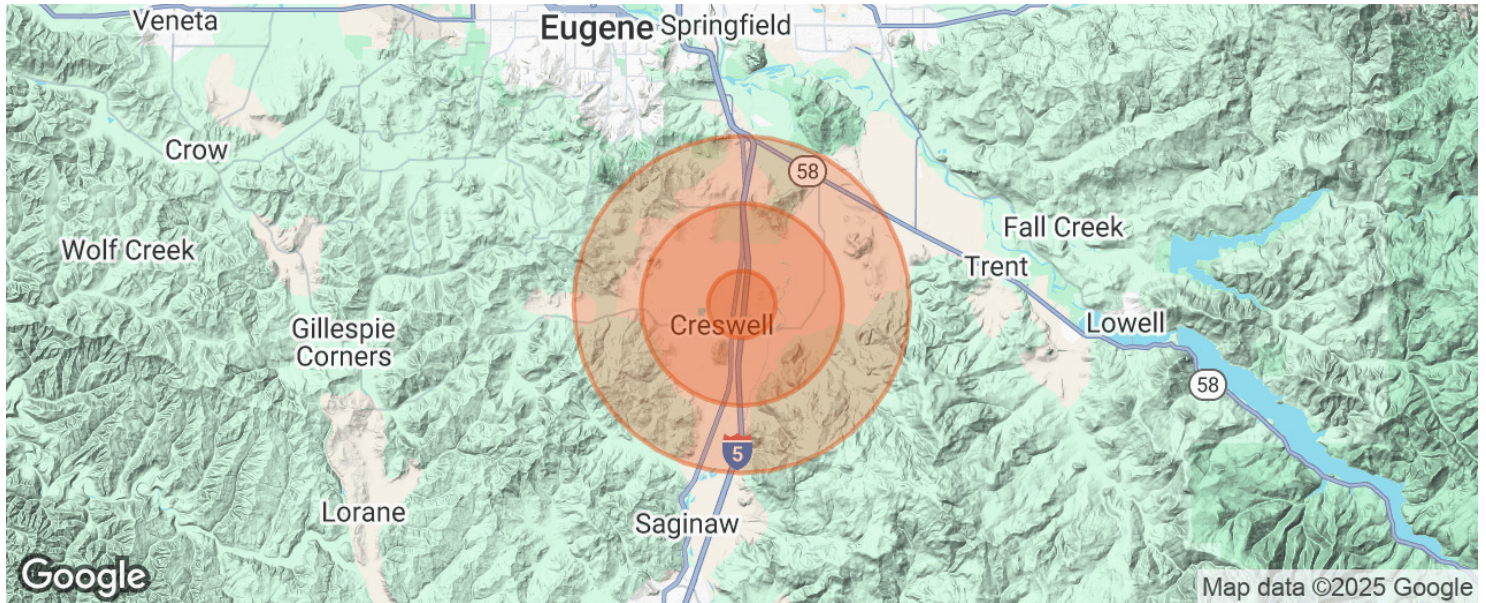 Veneta
Eugene
Springfield
Crow
58
Wolf Creek
Fall Creek
Trent
Gillespie
Corners
Creswell
Lowell
58
5
Lorane
Saginaw
Google
Map data ©2025 Google